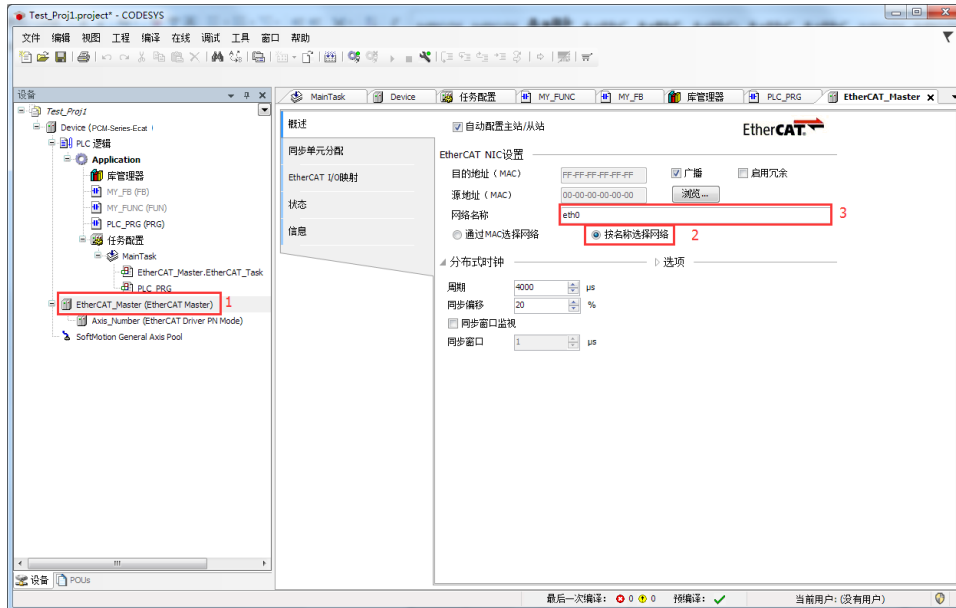 Test_Proj1.project* - CODESYS
文件 编辑 视图 工程 编译 在线 调试 工具 窗口 帮助
设备
MainTask Device 任务配置 MY_FUNC MY_FB 库管理器 PLC_PRG EtherCAT_Master
Test_Proj1
Device (PCM-Series-Ecat
PLC 逻辑
Application
库管理器
MY_FB (FB)
MY_FUNC (FUN)
PLC_PRG (PRG)
任务配置
MainTask
EtherCAT_Master.EtherCAT_Task
PLC_PRG
EtherCAT_Master (EtherCAT Master) 1
Axis_Number (EtherCAT Driver PN Mode)
SoftMotion General Axis Pool
设备 POUs
概述
同步单元分配
EtherCAT I/O映射
状态
信息
自动配置主站/从站 EtherCAT
EtherCAT NIC设置
目的地址 (MAC) FF-FF-FF-FF-FF-FF 广播 启用冗余
源地址 (MAC) 00-00-00-00-00-00 浏览...
网络名称 eth0 3
通过MAC选择网络 按名称选择网络 2
分布式时钟 选项
周期 4000 µs
同步偏移 20 %
同步窗口监视
同步窗口 1 µs
最后一次编译: 0 0 预编译: 当前用户: (没有用户)